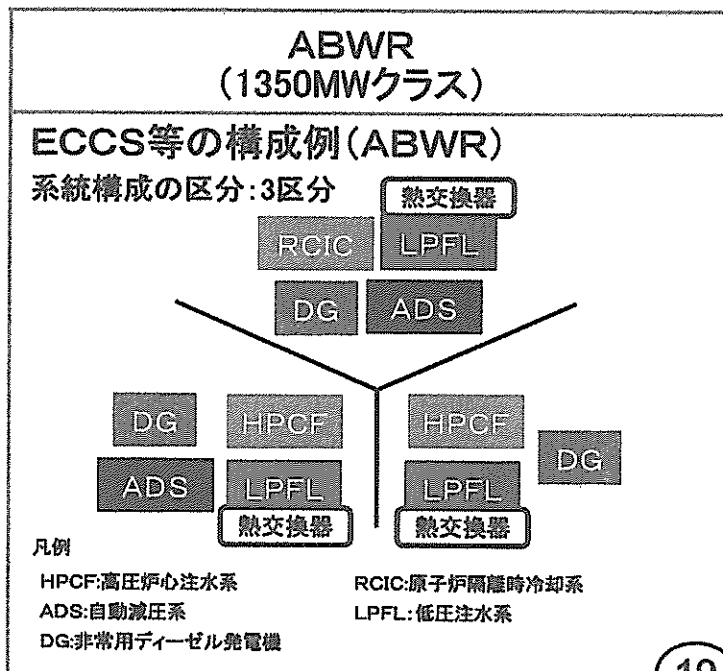 ABWR
(1350MWクラス)
ECCS等の構成例(ABWR)
系統構成の区分:3区分
熱交換器
RCIC LPFL
DG ADS
DG HPCF HPCF
DG
ADS LPFL LPFL
熱交換器 熱交換器
凡例
HPCF:高圧炉心注水系 RCIC:原子炉隔離時冷却系
ADS:自動減圧系 LPFL:低圧注水系
DG:非常用ディーゼル発電機